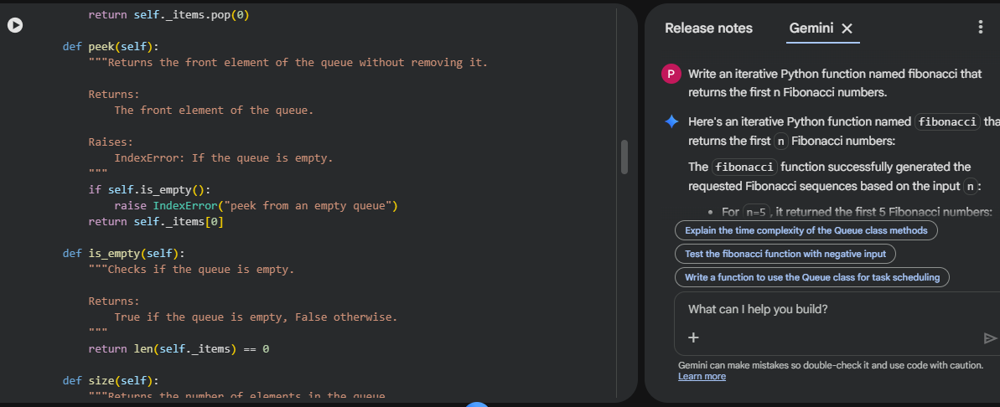 return self._items.pop(0)

    def peek(self):
        """Returns the front element of the queue without removing it.

        Returns:
            The front element of the queue.

        Raises:
            IndexError: If the queue is empty.
        """
        if self.is_empty():
            raise IndexError("peek from an empty queue")
        return self._items[0]

    def is_empty(self):
        """Checks if the queue is empty.

        Returns:
            True if the queue is empty, False otherwise.
        """
        return len(self._items) == 0

    def size(self):
        """Returns the number of elements in the queue
Release notes
Gemini
P
Write an iterative Python function named fibonacci that
returns the first n Fibonacci numbers.
Here's an iterative Python function named fibonacci tha
returns the first n Fibonacci numbers:
The fibonacci function successfully generated the
requested Fibonacci sequences based on the input n:
• For n=5, it returned the first 5 Fibonacci numbers:
Explain the time complexity of the Queue class methods
Test the fibonacci function with negative input
Write a function to use the Queue class for task scheduling
What can I help you build?
Gemini can make mistakes so double-check it and use code with caution.
Learn more